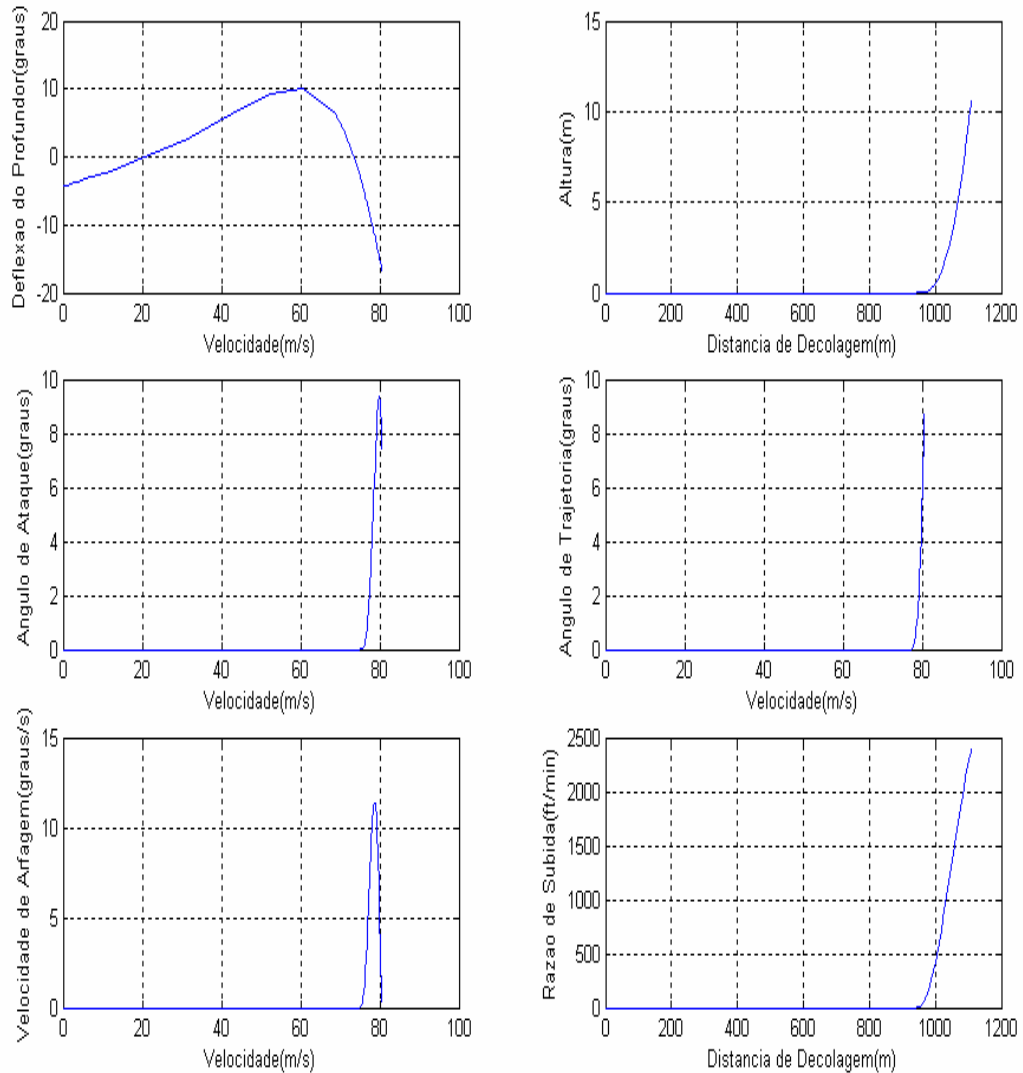 Deflexao do Profundor(graus)
20
10
0
-10
-20
0 20 40 60 80 100
Velocidade(m/s)
Altura(m)
15
10
5
0
0 200 400 600 800 1000 1200
Distancia de Decolagem(m)
Angulo de Ataque(graus)
10
8
6
4
2
0
0 20 40 60 80 100
Velocidade(m/s)
Angulo de Trajetoria(graus)
10
8
6
4
2
0
0 20 40 60 80 100
Velocidade(m/s)
Velocidade de Arfagem(graus/s)
15
10
5
0
0 20 40 60 80 100
Velocidade(m/s)
Razao de Subida(ft/min)
2500
2000
1500
1000
500
0
0 200 400 600 800 1000 1200
Distancia de Decolagem(m)